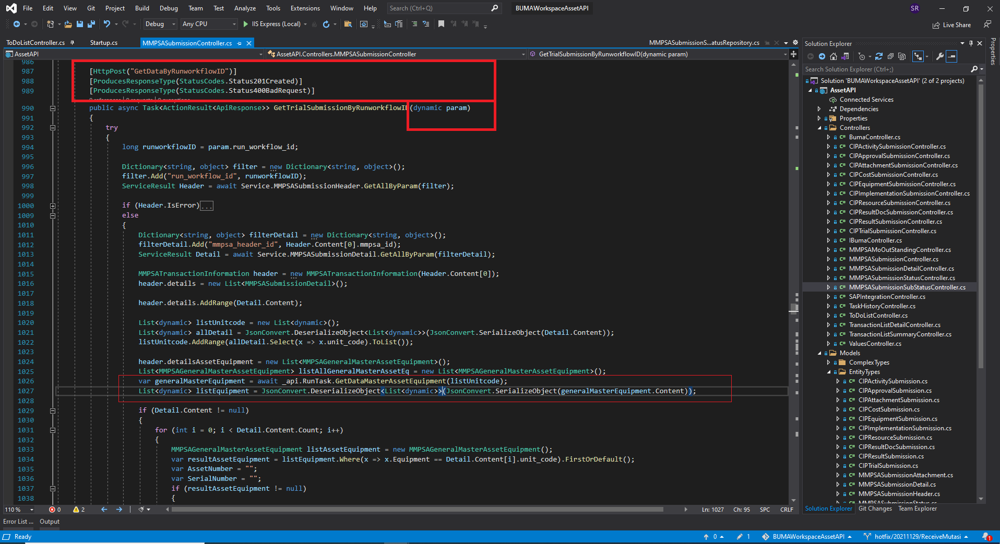 File Edit View Git Project Build Debug Team Test Analyze Tools Extensions Window Help Search (Ctrl+Q) BUMAWorkspaceAssetAPI SR
Debug Any CPU IIS Express (Local) Live Share
ToDoListController.cs Startup.cs MMPSASubmissionController.cs MMPSASubmissionS...atusRepository.cs
AssetAPI AssetAPI.Controllers.MMPSASubmissionController GetTrialSubmissionByRunworkflowID(dynamic param)
986
987 [HttpPost("GetDataByRunworkflowID")]
988 [ProducesResponseType(StatusCodes.Status201Created)]
989 [ProducesResponseType(StatusCodes.Status400BadRequest)]
990 public async Task<ActionResult<ApiResponse>> GetTrialSubmissionByRunworkflowID(dynamic param)
991 {
992 try
993 {
994 long runworkflowID = param.run_workflow_id;
995
996 Dictionary<string, object> filter = new Dictionary<string, object>();
997 filter.Add("run_workflow_id", runworkflowID);
998 ServiceResult Header = await Service.MMPSASubmissionHeader.GetAllByParam(filter);
999
1000 if (Header.IsError)...
1009 else
1010 {
1011 Dictionary<string, object> filterDetail = new Dictionary<string, object>();
1012 filterDetail.Add("mmpsa_header_id", Header.Content[0].mmpsa_id);
1013 ServiceResult Detail = await Service.MMPSASubmissionDetail.GetAllByParam(filterDetail);
1014
1015 MMPSATransactionInformation header = new MMPSATransactionInformation(Header.Content[0]);
1016 header.details = new List<MMPSASubmissionDetail>();
1017
1018 header.details.AddRange(Detail.Content);
1019
1020 List<dynamic> listUnitcode = new List<dynamic>();
1021 List<dynamic> allDetail = JsonConvert.DeserializeObject<List<dynamic>>(JsonConvert.SerializeObject(Detail.Content));
1022 listUnitcode.AddRange(allDetail.Select(x => x.unit_code).ToList());
1023
1024 header.detailsAssetEquipment = new List<MMPSAGeneralMasterAssetEquipment>();
1025 List<MMPSAGeneralMasterAssetEquipment> listAllGeneralMasterAssetEq = new List<MMPSAGeneralMasterAssetEquipment>();
1026 var generalMasterEquipment = await _api.RunTask.GetDataMasterAssetEquipment(listUnitcode);
1027 List<dynamic> listEquipment = JsonConvert.DeserializeObject<List<dynamic>>(JsonConvert.SerializeObject(generalMasterEquipment.Content));
1028
1029 if (Detail.Content != null)
1030 {
1031 for (int i = 0; i < Detail.Content.Count; i++)
1032 {
1033 MMPSAGeneralMasterAssetEquipment listAssetEquipment = new MMPSAGeneralMasterAssetEquipment();
1034 var resultAssetEquipment = listEquipment.Where(x => x.Equipment == Detail.Content[i].unit_code).FirstOrDefault();
1035 var AssetNumber = "";
1036 var SerialNumber = "";
1037 if (resultAssetEquipment != null)
1038 {
110 % 0 2 Ln: 1027 Ch: 95 SPC CRLF
Error List ... Output
Solution Explorer
Search Solution Explorer (Ctrl+;)
Solution 'BUMAWorkspaceAssetAPI' (2 of 2 projects)
AssetAPI
Connected Services
Dependencies
Properties
Controllers
C# BumaController.cs
C# CIPActivitySubmissionController.cs
C# CIPApprovalSubmissionController.cs
C# CIPAttachmentSubmissionController.cs
C# CIPCostSubmissionController.cs
C# CIPEquipmentSubmissionController.cs
C# CIPImplementationSubmissionController.cs
C# CIPResourceSubmissionController.cs
C# CIPResultDocSubmissionController.cs
C# CIPResultSubmissionController.cs
C# CIPTrialSubmissionController.cs
C# IBumaController.cs
C# MMPSAMoOutStandingController.cs
C# MMPSASubmissionController.cs
C# MMPSASubmissionDetailController.cs
C# MMPSASubmissionStatusController.cs
C# MMPSASubmissionSubStatusController.cs
C# SAPIntegrationController.cs
C# TaskHistoryController.cs
C# ToDoListController.cs
C# TransactionListDetailController.cs
C# TransactionListSummaryController.cs
C# ValuesController.cs
Models
ComplexTypes
EntityTypes
C# CIPActivitySubmission.cs
C# CIPApprovalSubmission.cs
C# CIPAttachmentSubmission.cs
C# CIPCostSubmission.cs
C# CIPEquipmentSubmission.cs
C# CIPImplementationSubmission.cs
C# CIPResourceSubmission.cs
C# CIPResultDocSubmission.cs
C# CIPResultSubmission.cs
C# CIPTrialSubmission.cs
C# MMPSASubmissionAttachment.cs
C# MMPSASubmissionDetail.cs
C# MMPSASubmissionHeader.cs
Solution Explorer Git Changes Team Explorer
Properties
Ready 0 1 BUMAWorkspaceAssetAPI hotfix/20211129/ReceiveMutasi 1